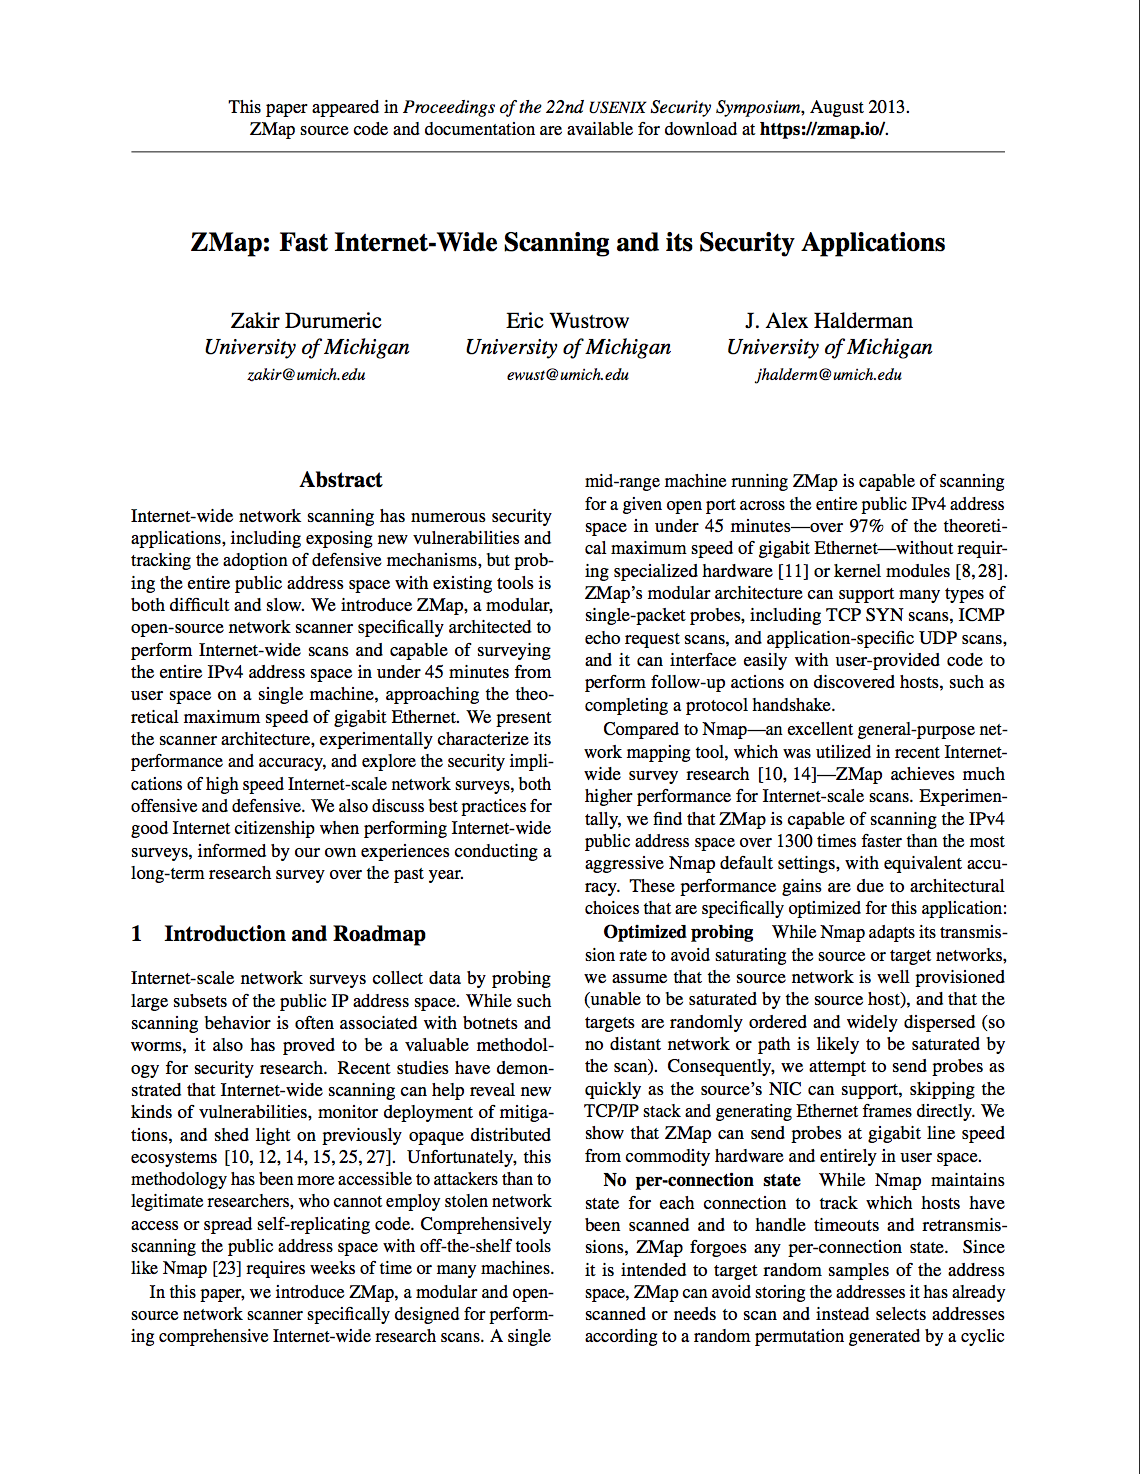 This paper appeared in Proceedings of the 22nd USENIX Security Symposium, August 2013.
ZMap source code and documentation are available for download at https://zmap.io/.
ZMap: Fast Internet-Wide Scanning and its Security Applications
Zakir Durumeric
University of Michigan
zakir@umich.edu
Eric Wustrow
University of Michigan
ewust@umich.edu
J. Alex Halderman
University of Michigan
jhalderm@umich.edu
Abstract
Internet-wide network scanning has numerous security
applications, including exposing new vulnerabilities and
tracking the adoption of defensive mechanisms, but prob-
ing the entire public address space with existing tools is
both difficult and slow. We introduce ZMap, a modular,
open-source network scanner specifically architected to
perform Internet-wide scans and capable of surveying
the entire IPv4 address space in under 45 minutes from
user space on a single machine, approaching the theo-
retical maximum speed of gigabit Ethernet. We present
the scanner architecture, experimentally characterize its
performance and accuracy, and explore the security impli-
cations of high speed Internet-scale network surveys, both
offensive and defensive. We also discuss best practices for
good Internet citizenship when performing Internet-wide
surveys, informed by our own experiences conducting a
long-term research survey over the past year.
1 Introduction and Roadmap
Internet-scale network surveys collect data by probing
large subsets of the public IP address space. While such
scanning behavior is often associated with botnets and
worms, it also has proved to be a valuable methodol-
ogy for security research. Recent studies have demon-
strated that Internet-wide scanning can help reveal new
kinds of vulnerabilities, monitor deployment of mitiga-
tions, and shed light on previously opaque distributed
ecosystems [10, 12, 14, 15, 25, 27]. Unfortunately, this
methodology has been more accessible to attackers than to
legitimate researchers, who cannot employ stolen network
access or spread self-replicating code. Comprehensively
scanning the public address space with off-the-shelf tools
like Nmap [23] requires weeks of time or many machines.
In this paper, we introduce ZMap, a modular and open-
source network scanner specifically designed for perform-
ing comprehensive Internet-wide research scans. A single
mid-range machine running ZMap is capable of scanning
for a given open port across the entire public IPv4 address
space in under 45 minutes—over 97% of the theoreti-
cal maximum speed of gigabit Ethernet—without requir-
ing specialized hardware [11] or kernel modules [8, 28].
ZMap's modular architecture can support many types of
single-packet probes, including TCP SYN scans, ICMP
echo request scans, and application-specific UDP scans,
and it can interface easily with user-provided code to
perform follow-up actions on discovered hosts, such as
completing a protocol handshake.
Compared to Nmap—an excellent general-purpose net-
work mapping tool, which was utilized in recent Internet-
wide survey research [10, 14]—ZMap achieves much
higher performance for Internet-scale scans. Experimen-
tally, we find that ZMap is capable of scanning the IPv4
public address space over 1300 times faster than the most
aggressive Nmap default settings, with equivalent accu-
racy. These performance gains are due to architectural
choices that are specifically optimized for this application:
Optimized probing While Nmap adapts its transmis-
sion rate to avoid saturating the source or target networks,
we assume that the source network is well provisioned
(unable to be saturated by the source host), and that the
targets are randomly ordered and widely dispersed (so
no distant network or path is likely to be saturated by
the scan). Consequently, we attempt to send probes as
quickly as the source's NIC can support, skipping the
TCP/IP stack and generating Ethernet frames directly. We
show that ZMap can send probes at gigabit line speed
from commodity hardware and entirely in user space.
No per-connection state While Nmap maintains
state for each connection to track which hosts have
been scanned and to handle timeouts and retransmis-
sions, ZMap forgoes any per-connection state. Since
it is intended to target random samples of the address
space, ZMap can avoid storing the addresses it has already
scanned or needs to scan and instead selects addresses
according to a random permutation generated by a cyclic